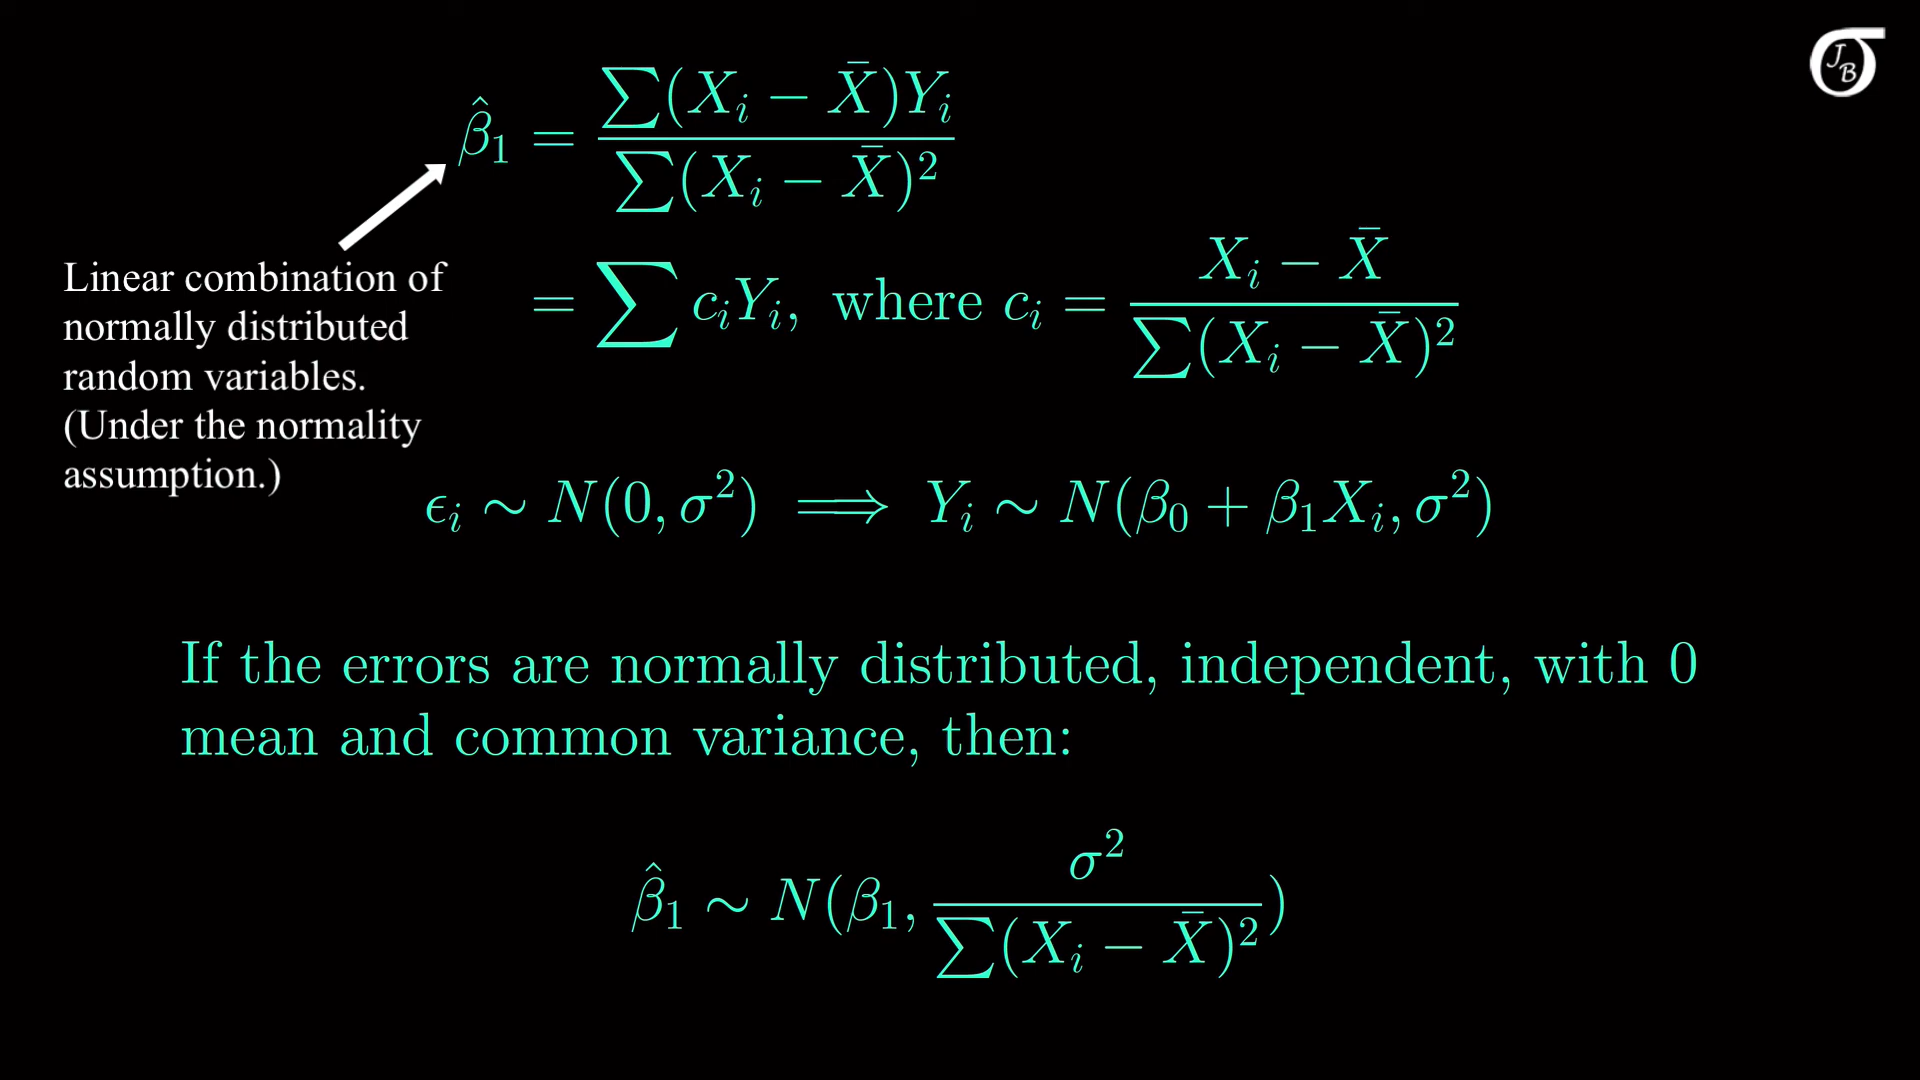 JB
β̂₁ = ∑(Xᵢ − X̄)Yᵢ / ∑(Xᵢ − X̄)²
= ∑ cᵢYᵢ, where cᵢ = (Xᵢ − X̄) / ∑(Xᵢ − X̄)²
Linear combination of
normally distributed
random variables.
(Under the normality
assumption.)
ϵᵢ ∼ N(0, σ²) ⟹ Yᵢ ∼ N(β₀ + β₁Xᵢ, σ²)
If the errors are normally distributed, independent, with 0
mean and common variance, then:
β̂₁ ∼ N(β₁, σ² / ∑(Xᵢ − X̄)²)